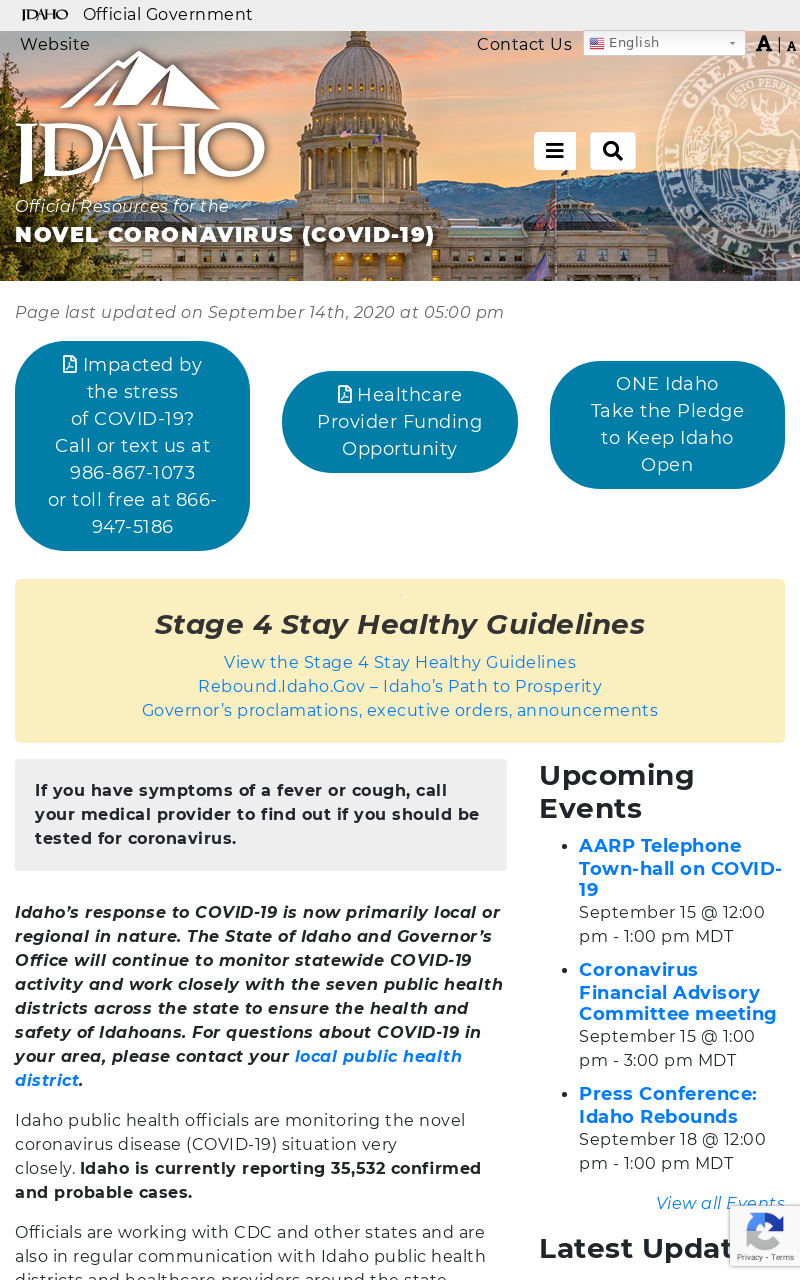 IDAHO Official Government
Website
Contact Us
English
A | A
IDAHO
Official Resources for the
NOVEL CORONAVIRUS (COVID-19)
Page last updated on September 14th, 2020 at 05:00 pm
Impacted by
the stress
of COVID-19?
Call or text us at
986-867-1073
or toll free at 866-
947-5186
Healthcare
Provider Funding
Opportunity
ONE Idaho
Take the Pledge
to Keep Idaho
Open
Stage 4 Stay Healthy Guidelines
View the Stage 4 Stay Healthy Guidelines
Rebound.Idaho.Gov – Idaho’s Path to Prosperity
Governor’s proclamations, executive orders, announcements
If you have symptoms of a fever or cough, call
your medical provider to find out if you should be
tested for coronavirus.
Idaho’s response to COVID-19 is now primarily local or
regional in nature. The State of Idaho and Governor’s
Office will continue to monitor statewide COVID-19
activity and work closely with the seven public health
districts across the state to ensure the health and
safety of Idahoans. For questions about COVID-19 in
your area, please contact your local public health
district.
Idaho public health officials are monitoring the novel
coronavirus disease (COVID-19) situation very
closely. Idaho is currently reporting 35,532 confirmed
and probable cases.
Officials are working with CDC and other states and are
also in regular communication with Idaho public health
districts and healthcare providers around the state
Upcoming
Events
AARP Telephone
Town-hall on COVID-
19
September 15 @ 12:00
pm - 1:00 pm MDT
Coronavirus
Financial Advisory
Committee meeting
September 15 @ 1:00
pm - 3:00 pm MDT
Press Conference:
Idaho Rebounds
September 18 @ 12:00
pm - 1:00 pm MDT
View all Events
Latest Updat
Privacy - Terms